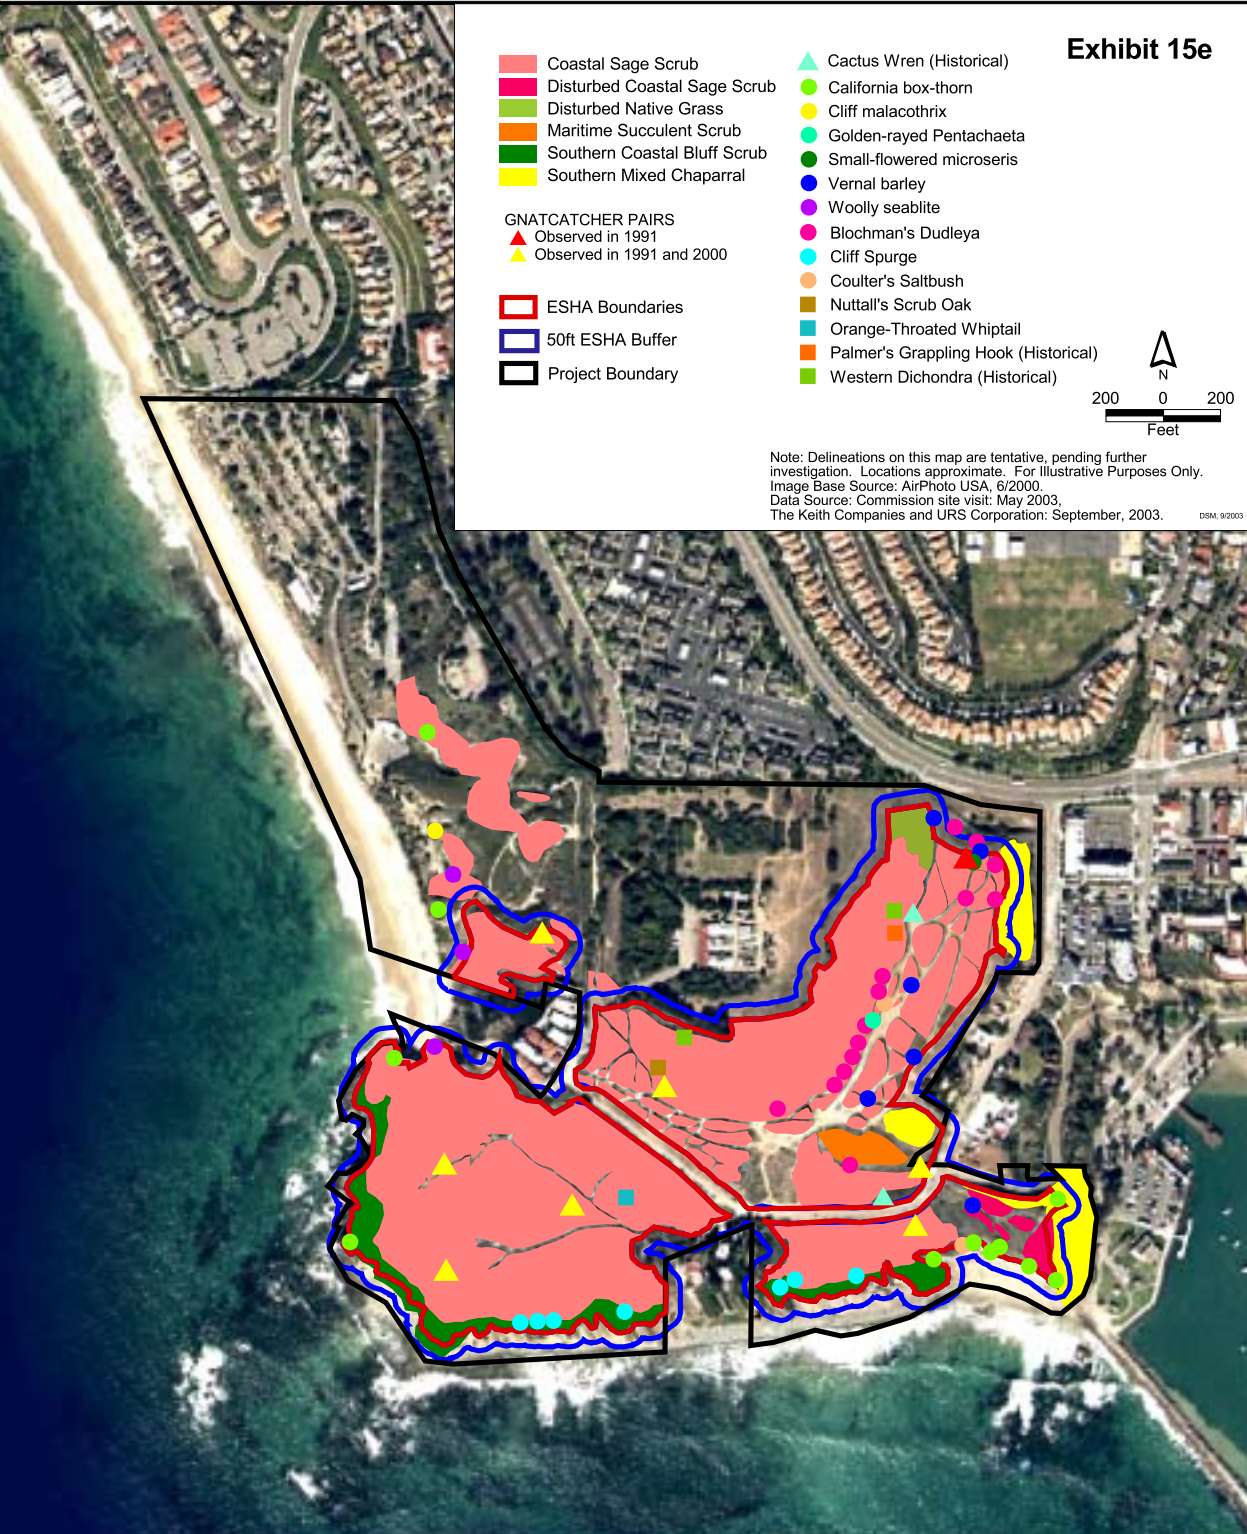 Exhibit 15e
Coastal Sage Scrub
Disturbed Coastal Sage Scrub
Disturbed Native Grass
Maritime Succulent Scrub
Southern Coastal Bluff Scrub
Southern Mixed Chaparral
GNATCATCHER PAIRS
Observed in 1991
Observed in 1991 and 2000
ESHA Boundaries
50ft ESHA Buffer
Project Boundary
Cactus Wren (Historical)
California box-thorn
Cliff malacothrix
Golden-rayed Pentachaeta
Small-flowered microseris
Vernal barley
Woolly seablite
Blochman's Dudleya
Cliff Spurge
Coulter's Saltbush
Nuttall's Scrub Oak
Orange-Throated Whiptail
Palmer's Grappling Hook (Historical)
Western Dichondra (Historical)
N
200 0 200
Feet
Note: Delineations on this map are tentative, pending further
investigation. Locations approximate. For Illustrative Purposes Only.
Image Base Source: AirPhoto USA, 6/2000.
Data Source: Commission site visit: May 2003,
The Keith Companies and URS Corporation: September, 2003.
DSM, 9/2003